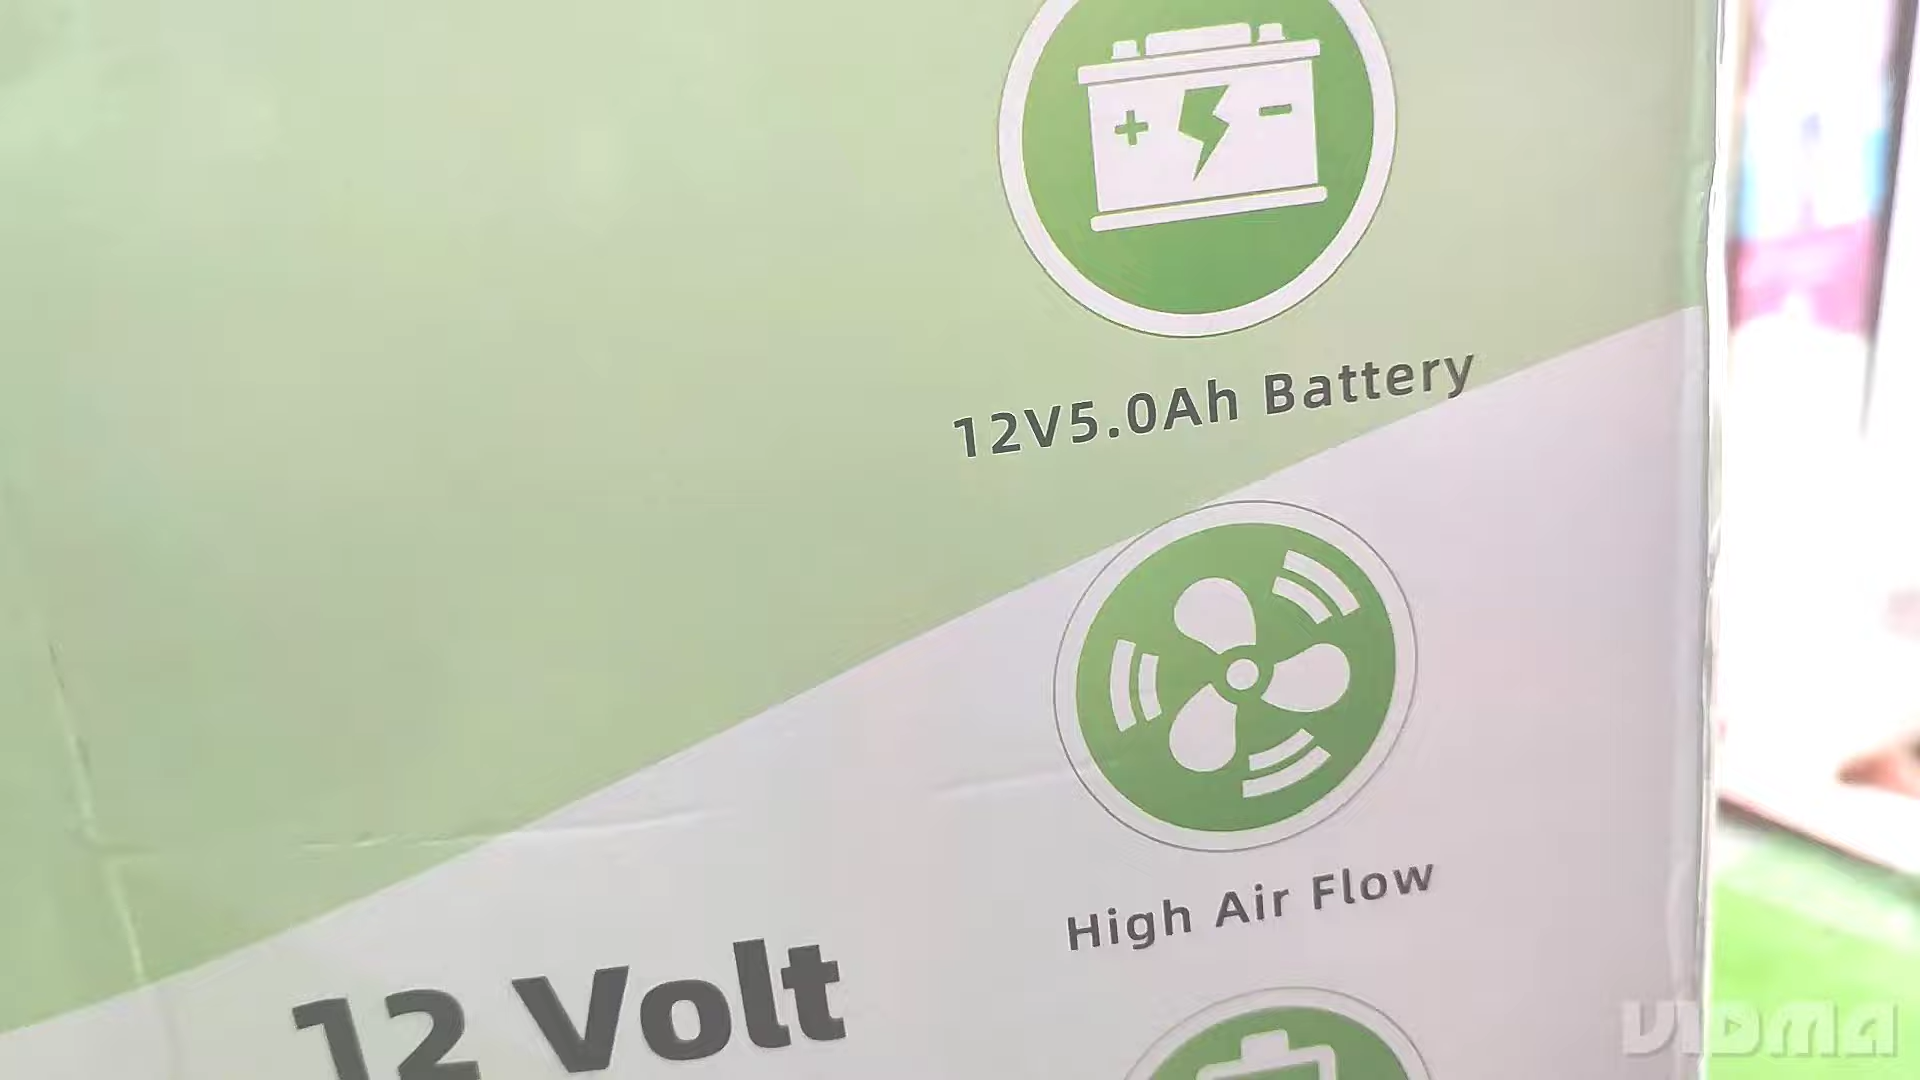 + -
12V5.0Ah Battery
High Air Flow
12 Volt
VIDMA